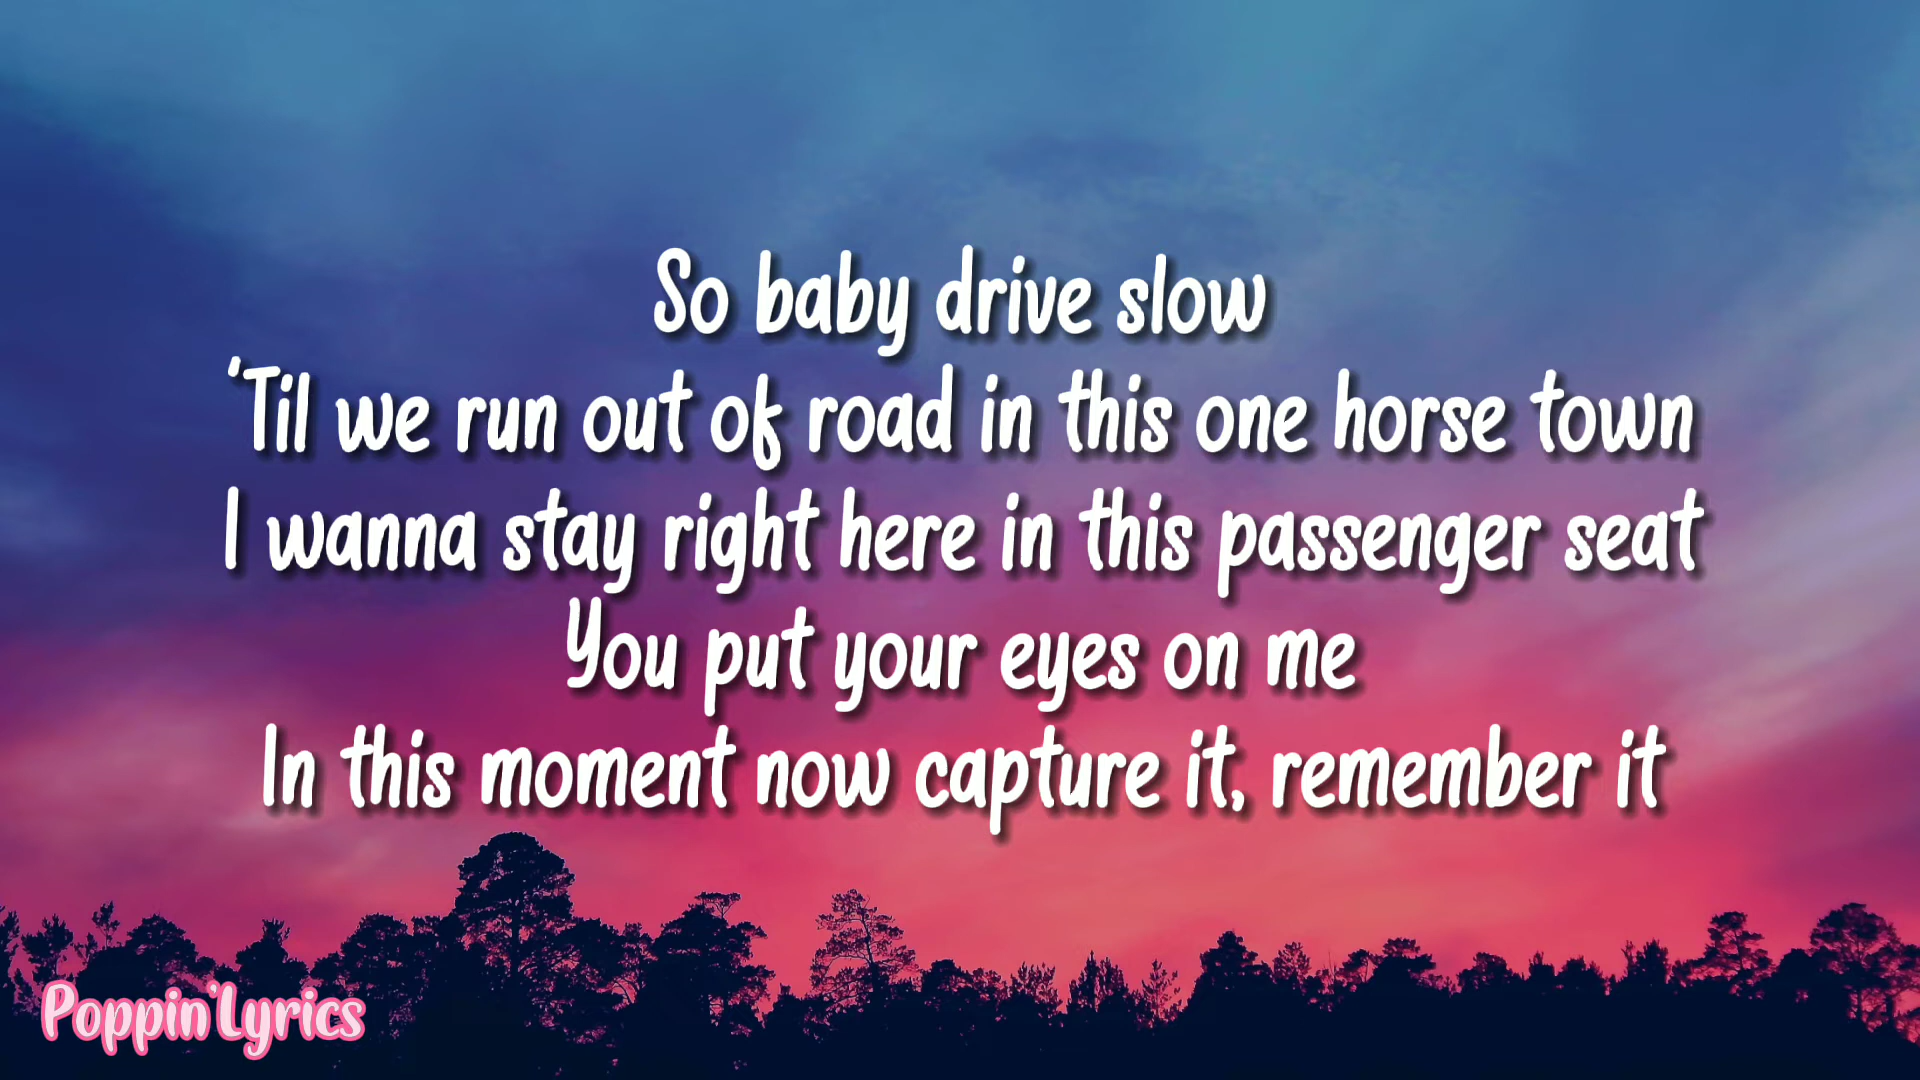 So baby drive slow
'Til we run out of road in this one horse town
I wanna stay right here in this passenger seat
You put your eyes on me
In this moment now capture it, remember it
Poppin'Lyrics